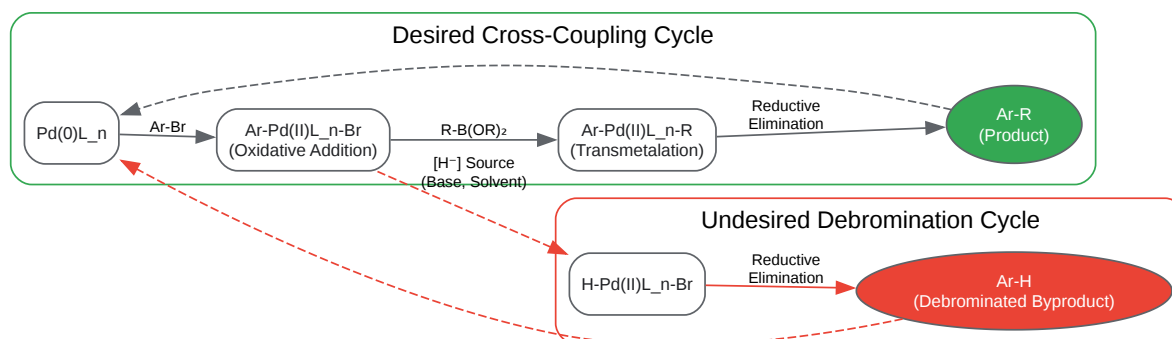 Desired Cross-Coupling Cycle
Pd(0)L_n
Ar-Br
Ar-Pd(II)L_n-Br
(Oxidative Addition)
R-B(OR)₂
[H⁻] Source
(Base, Solvent)
Ar-Pd(II)L_n-R
(Transmetalation)
Reductive
Elimination
Ar-R
(Product)
Undesired Debromination Cycle
H-Pd(II)L_n-Br
Reductive
Elimination
Ar-H
(Debrominated Byproduct)